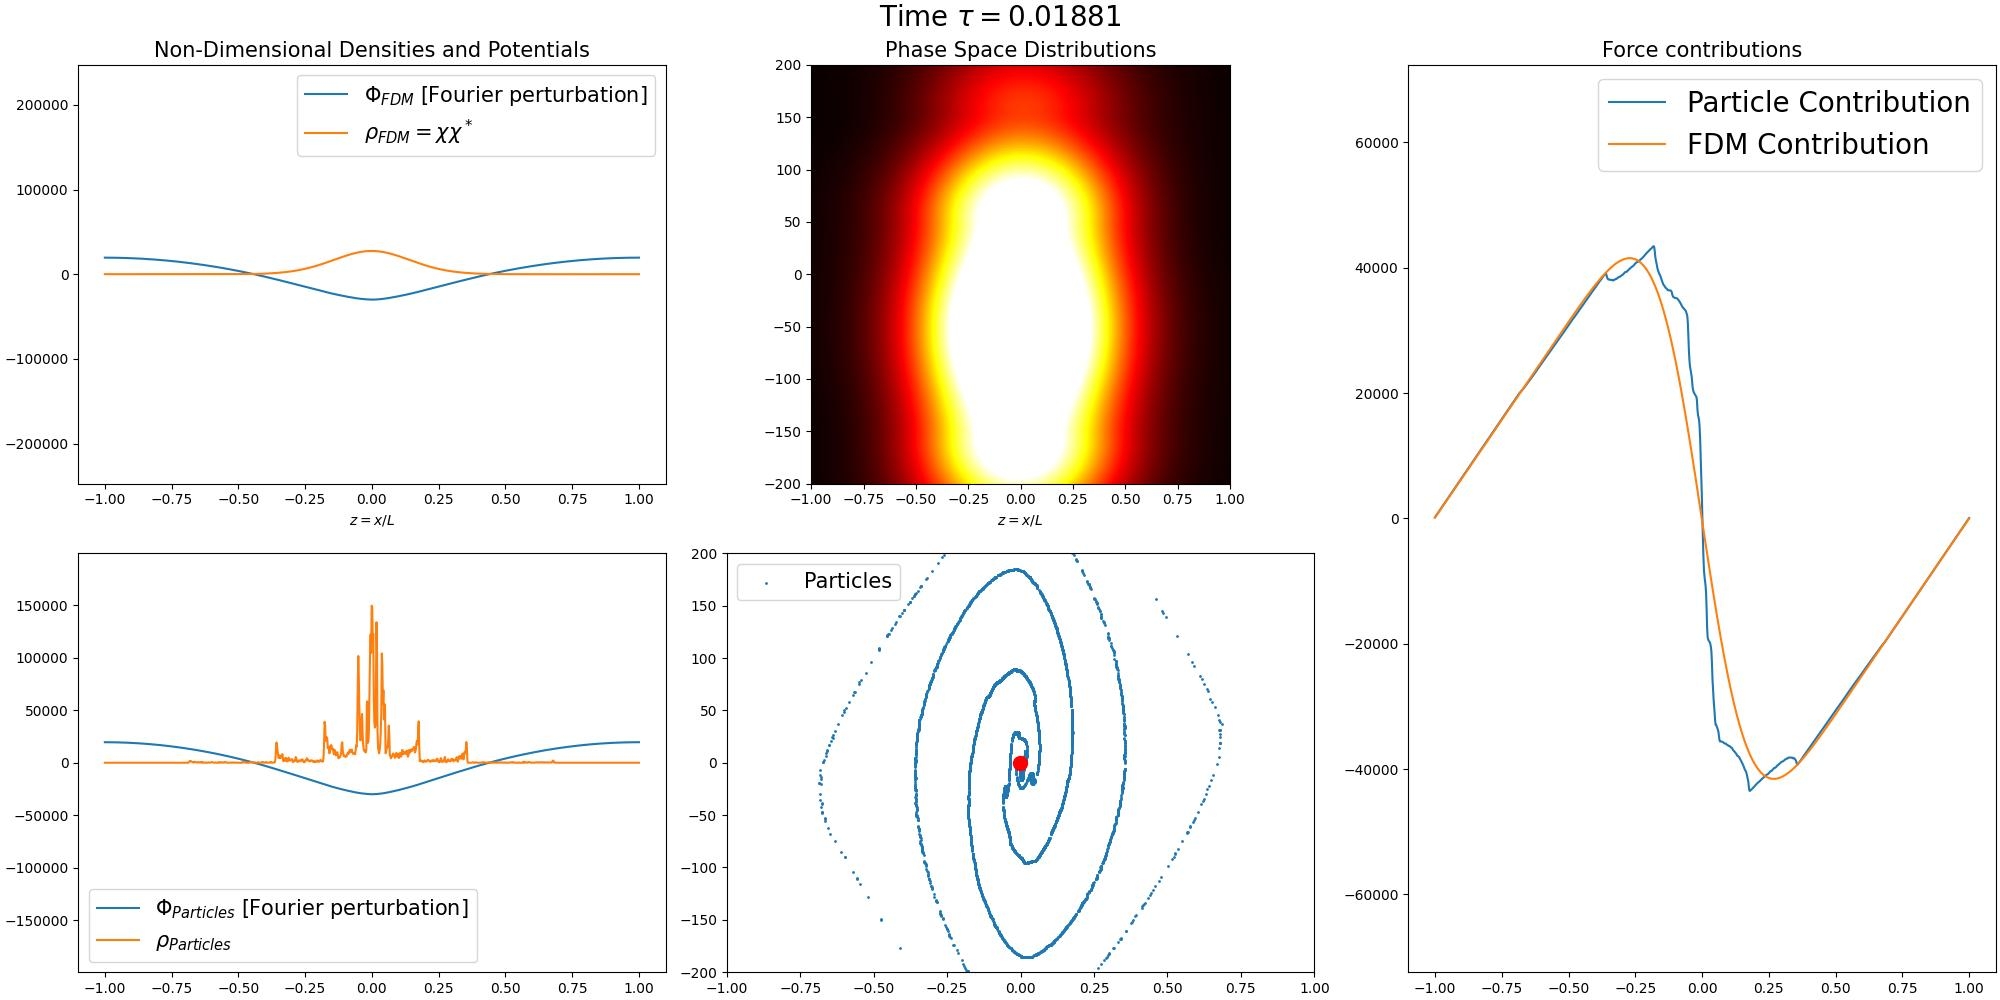 Time τ = 0.01881
Non-Dimensional Densities and Potentials
Φ_FDM [Fourier perturbation]
ρ_FDM = χχ*
200000
100000
0
−100000
−200000
−1.00 −0.75 −0.50 −0.25 0.00 0.25 0.50 0.75 1.00
z = x/L
Phase Space Distributions
200
150
100
50
0
−50
−100
−150
−200
−1.00 −0.75 −0.50 −0.25 0.00 0.25 0.50 0.75 1.00
z = x/L
Force contributions
Particle Contribution
FDM Contribution
60000
40000
20000
0
−20000
−40000
−60000
−1.00 −0.75 −0.50 −0.25 0.00 0.25 0.50 0.75 1.00
150000
100000
50000
0
−50000
−100000
−150000
Φ_Particles [Fourier perturbation]
ρ_Particles
−1.00 −0.75 −0.50 −0.25 0.00 0.25 0.50 0.75 1.00
Particles
200
150
100
50
0
−50
−100
−150
−200
−1.00 −0.75 −0.50 −0.25 0.00 0.25 0.50 0.75 1.00